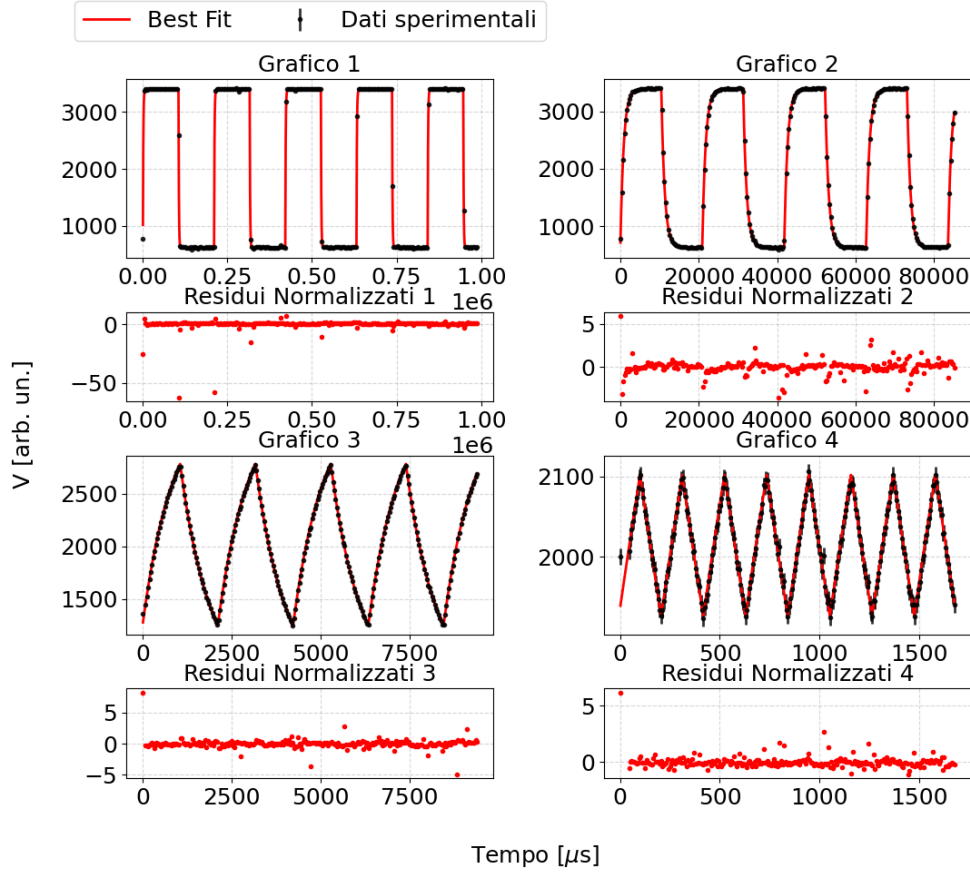 Best Fit Dati sperimentali
Grafico 1 Grafico 2
3000
2000
1000
3000
2000
1000
0.00 0.25 0.50 0.75 1.00
1e6
0 20000 40000 60000 80000
Residui Normalizzati 1 Residui Normalizzati 2
0
−50
5
0
0.00 0.25 0.50 0.75 1.00
1e6
0 20000 40000 60000 80000
Grafico 3 Grafico 4
2500
2000
1500
2100
2000
0 2500 5000 7500
0 500 1000 1500
Residui Normalizzati 3 Residui Normalizzati 4
5
0
−5
5
0
0 2500 5000 7500
0 500 1000 1500
V [arb. un.]
Tempo [μs]